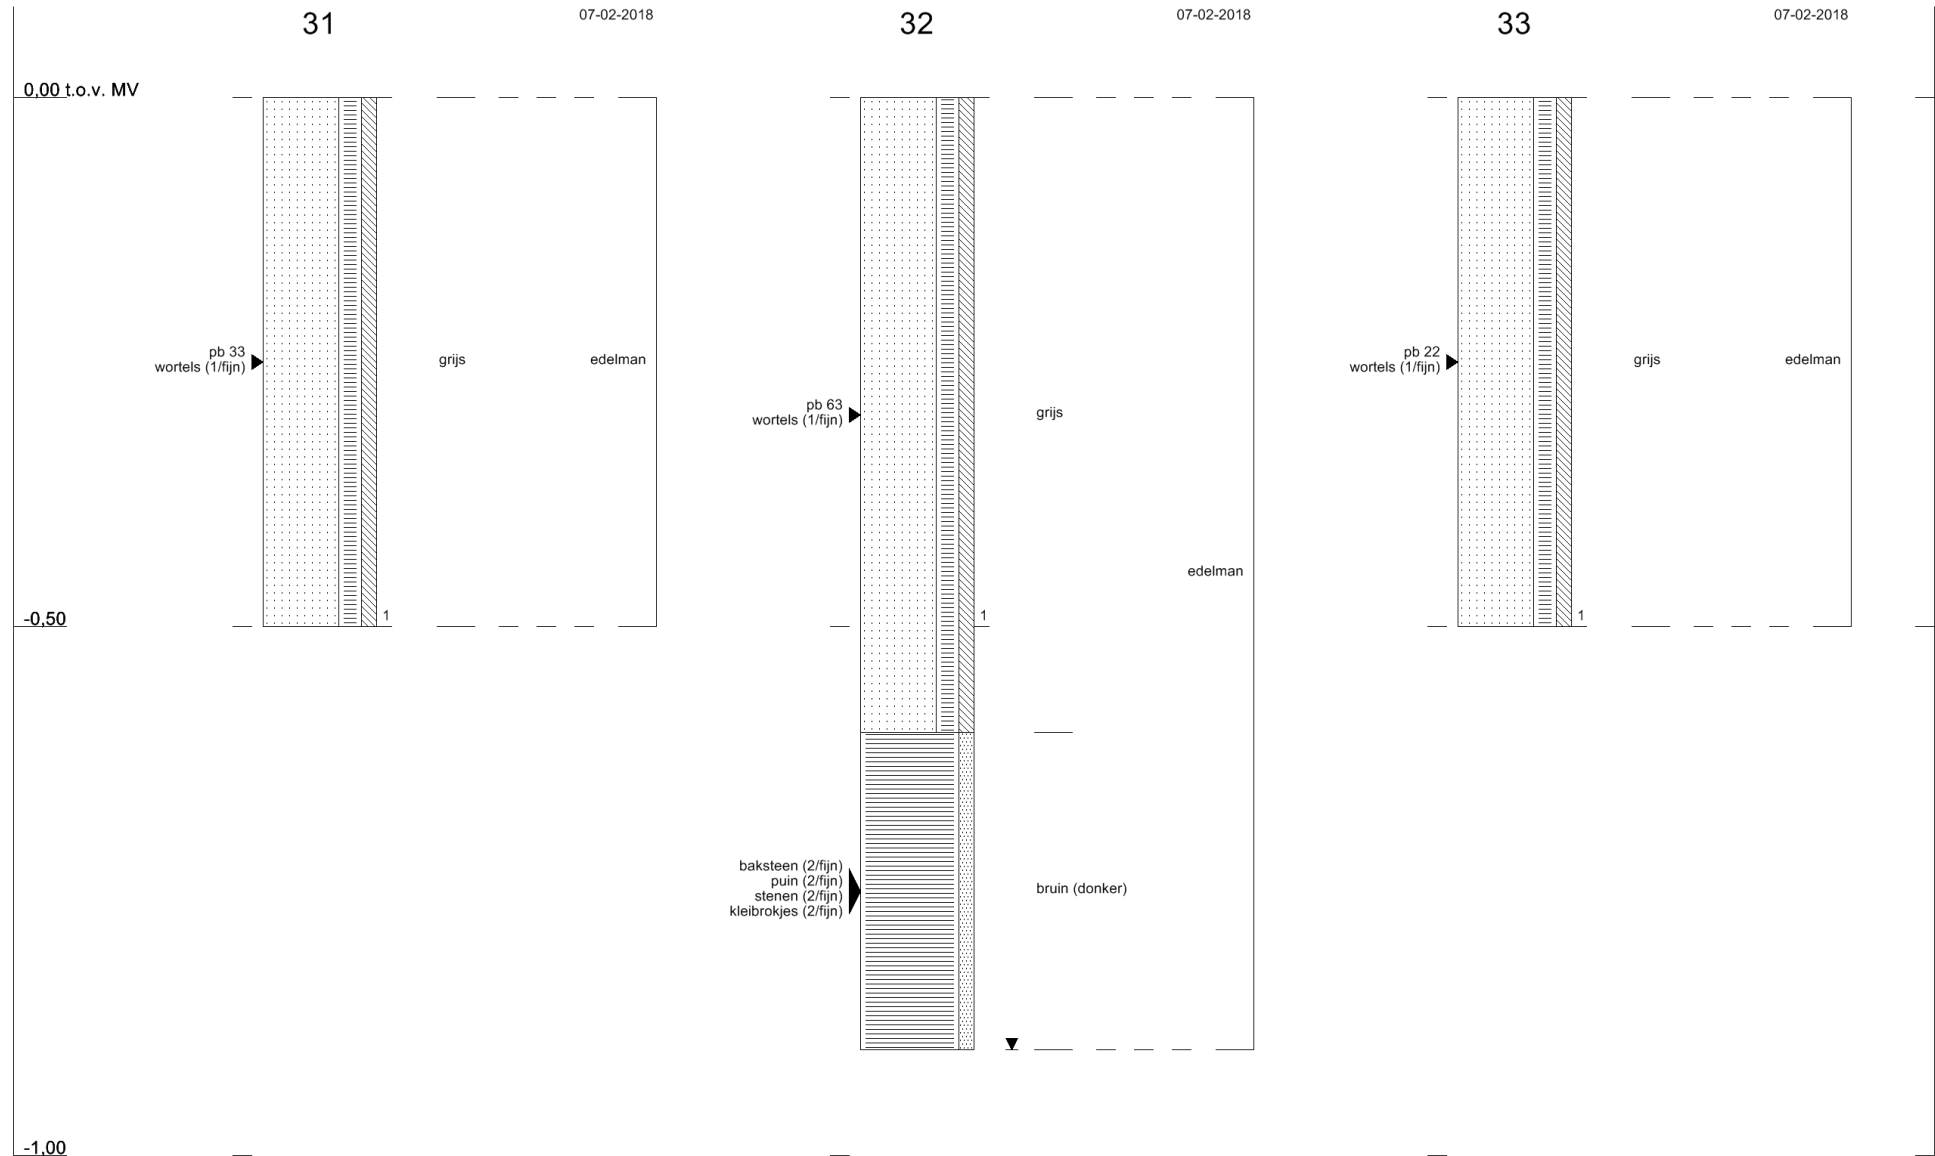 31
07-02-2018
32
07-02-2018
33
07-02-2018
0,00 t.o.v. MV
pb 33
wortels (1/fijn)
grijs
edelman
pb 63
wortels (1/fijn)
grijs
pb 22
wortels (1/fijn)
grijs
edelman
edelman
-0,50
1
1
1
baksteen (2/fijn)
puin (2/fijn)
stenen (2/fijn)
kleibrokjes (2/fijn)
bruin (donker)
-1,00